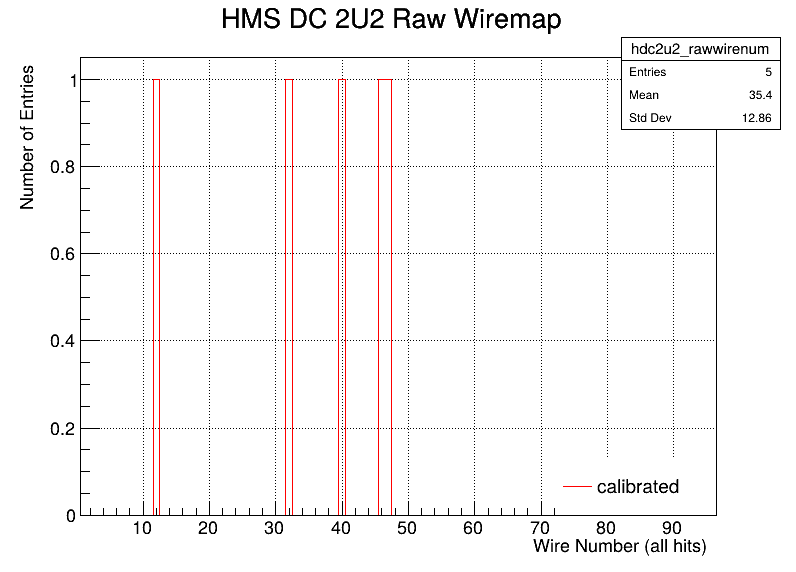 HMS DC 2U2 Raw Wiremap
hdc2u2_rawwirenum
Entries 5
Mean 35.4
Std Dev 12.86
Number of Entries
1
0.8
0.6
0.4
0.2
0
calibrated
10 20 30 40 50 60 70 80 90
Wire Number (all hits)